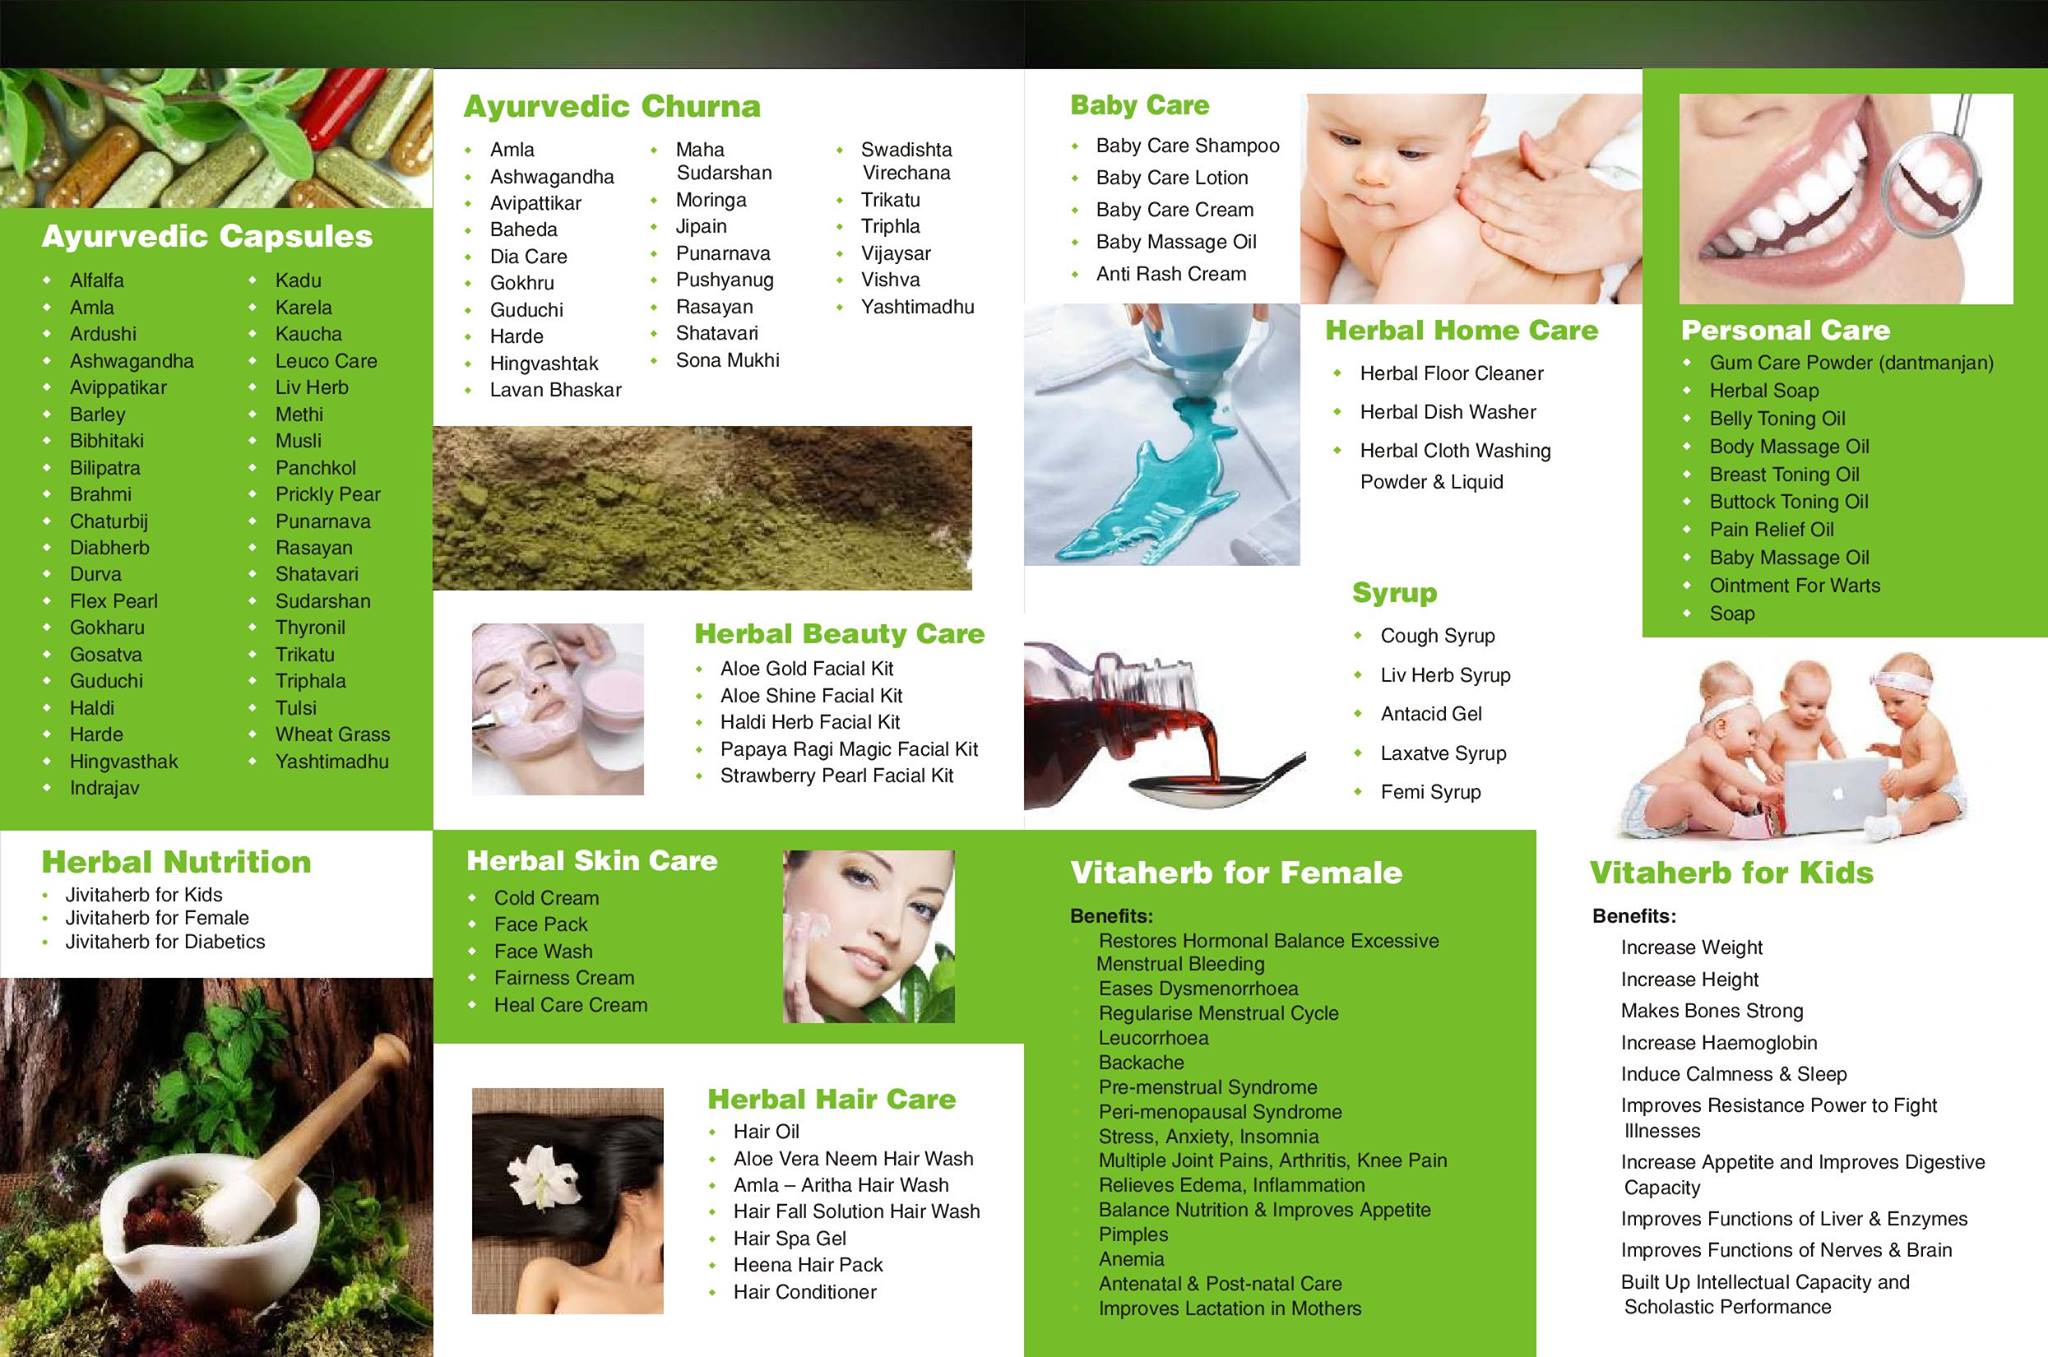 Ayurvedic Capsules
Alfalfa
Amla
Ardushi
Ashwagandha
Avippatikar
Barley
Bibhitaki
Bilipatra
Brahmi
Chaturbij
Diabherb
Durva
Flex Pearl
Gokharu
Gosatva
Guduchi
Haldi
Harde
Hingvasthak
Indrajav
Kadu
Karela
Kaucha
Leuco Care
Liv Herb
Methi
Musli
Panchkol
Prickly Pear
Punarnava
Rasayan
Shatavari
Sudarshan
Thyronil
Trikatu
Triphala
Tulsi
Wheat Grass
Yashtimadhu
Herbal Nutrition
Jivitaherb for Kids
Jivitaherb for Female
Jivitaherb for Diabetics
Ayurvedic Churna
Amla
Ashwagandha
Avipattikar
Baheda
Dia Care
Gokhru
Guduchi
Harde
Hingvashtak
Lavan Bhaskar
Maha
Sudarshan
Moringa
Jipain
Punarnava
Pushyanug
Rasayan
Shatavari
Sona Mukhi
Swadishta
Virechana
Trikatu
Triphla
Vijaysar
Vishva
Yashtimadhu
Herbal Beauty Care
Aloe Gold Facial Kit
Aloe Shine Facial Kit
Haldi Herb Facial Kit
Papaya Ragi Magic Facial Kit
Strawberry Pearl Facial Kit
Herbal Skin Care
Cold Cream
Face Pack
Face Wash
Fairness Cream
Heal Care Cream
Herbal Hair Care
Hair Oil
Aloe Vera Neem Hair Wash
Amla – Aritha Hair Wash
Hair Fall Solution Hair Wash
Hair Spa Gel
Heena Hair Pack
Hair Conditioner
Baby Care
Baby Care Shampoo
Baby Care Lotion
Baby Care Cream
Baby Massage Oil
Anti Rash Cream
Herbal Home Care
Herbal Floor Cleaner
Herbal Dish Washer
Herbal Cloth Washing
Powder & Liquid
Syrup
Cough Syrup
Liv Herb Syrup
Antacid Gel
Laxatve Syrup
Femi Syrup
Personal Care
Gum Care Powder (dantmanjan)
Herbal Soap
Belly Toning Oil
Body Massage Oil
Breast Toning Oil
Buttock Toning Oil
Pain Relief Oil
Baby Massage Oil
Ointment For Warts
Soap
Vitaherb for Female
Benefits:
Restores Hormonal Balance Excessive
Menstrual Bleeding
Eases Dysmenorrhoea
Regularise Menstrual Cycle
Leucorrhoea
Backache
Pre-menstrual Syndrome
Peri-menopausal Syndrome
Stress, Anxiety, Insomnia
Multiple Joint Pains, Arthritis, Knee Pain
Relieves Edema, Inflammation
Balance Nutrition & Improves Appetite
Pimples
Anemia
Antenatal & Post-natal Care
Improves Lactation in Mothers
Vitaherb for Kids
Benefits:
Increase Weight
Increase Height
Makes Bones Strong
Increase Haemoglobin
Induce Calmness & Sleep
Improves Resistance Power to Fight
Illnesses
Increase Appetite and Improves Digestive
Capacity
Improves Functions of Liver & Enzymes
Improves Functions of Nerves & Brain
Built Up Intellectual Capacity and
Scholastic Performance